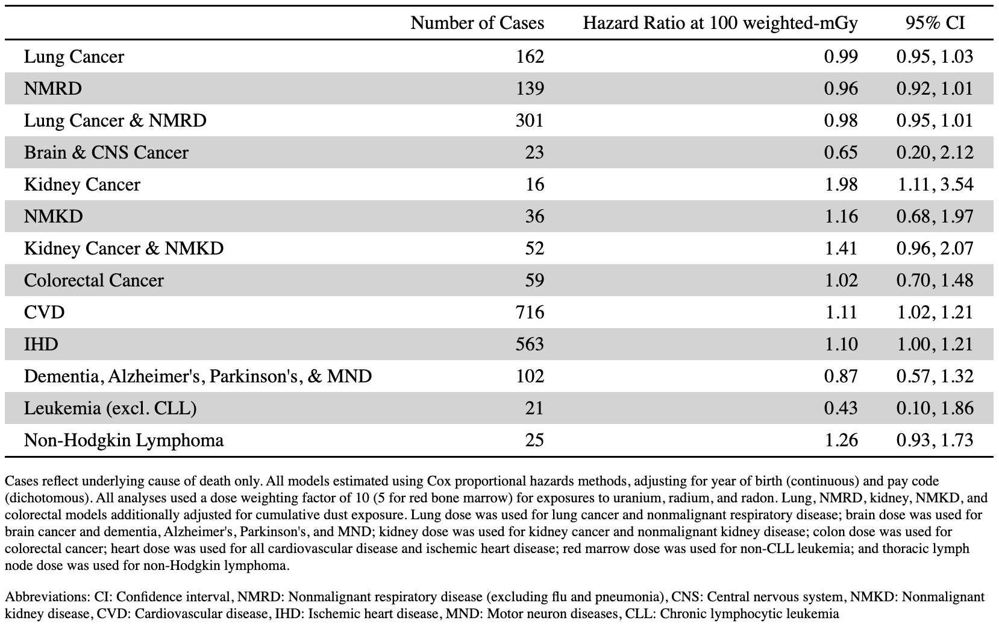 Number of Cases Hazard Ratio at 100 weighted-mGy 95% CI
Lung Cancer 162 0.99 0.95, 1.03
NMRD 139 0.96 0.92, 1.01
Lung Cancer & NMRD 301 0.98 0.95, 1.01
Brain & CNS Cancer 23 0.65 0.20, 2.12
Kidney Cancer 16 1.98 1.11, 3.54
NMKD 36 1.16 0.68, 1.97
Kidney Cancer & NMKD 52 1.41 0.96, 2.07
Colorectal Cancer 59 1.02 0.70, 1.48
CVD 716 1.11 1.02, 1.21
IHD 563 1.10 1.00, 1.21
Dementia, Alzheimer's, Parkinson's, & MND 102 0.87 0.57, 1.32
Leukemia (excl. CLL) 21 0.43 0.10, 1.86
Non-Hodgkin Lymphoma 25 1.26 0.93, 1.73
Cases reflect underlying cause of death only. All models estimated using Cox proportional hazards methods, adjusting for year of birth (continuous) and pay code
(dichotomous). All analyses used a dose weighting factor of 10 (5 for red bone marrow) for exposures to uranium, radium, and radon. Lung, NMRD, kidney, NMKD, and
colorectal models additionally adjusted for cumulative dust exposure. Lung dose was used for lung cancer and nonmalignant respiratory disease; brain dose was used for
brain cancer and dementia, Alzheimer's, Parkinson's, and MND; kidney dose was used for kidney cancer and nonmalignant kidney disease; colon dose was used for
colorectal cancer; heart dose was used for all cardiovascular disease and ischemic heart disease; red marrow dose was used for non-CLL leukemia; and thoracic lymph
node dose was used for non-Hodgkin lymphoma.
Abbreviations: CI: Confidence interval, NMRD: Nonmalignant respiratory disease (excluding flu and pneumonia), CNS: Central nervous system, NMKD: Nonmalignant
kidney disease, CVD: Cardiovascular disease, IHD: Ischemic heart disease, MND: Motor neuron diseases, CLL: Chronic lymphocytic leukemia